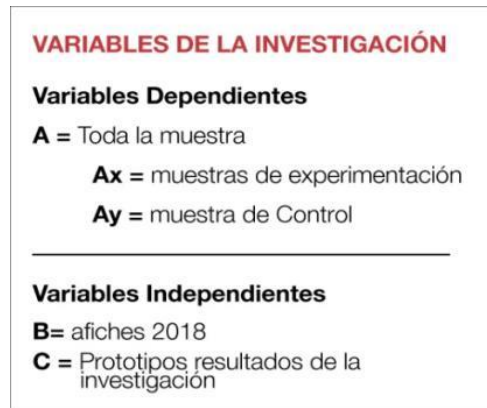 VARIABLES DE LA INVESTIGACIÓN
Variables Dependientes
A = Toda la muestra
Ax = muestras de experimentación
Ay = muestra de Control
Variables Independientes
B= afiches 2018
C = Prototipos resultados de la
investigación